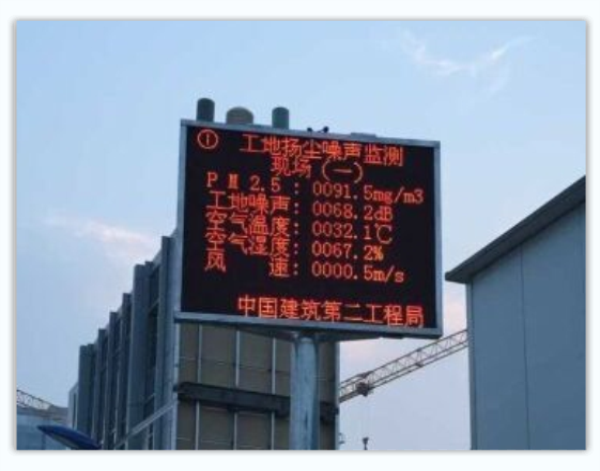 ① 工地扬尘噪声监测
现场(一)
PM2.5:0091.5mg/m3
工地噪声:0068.2dB
空气温度:0032.1℃
空气湿度:0067.2%
风 速:0000.5m/s
中国建筑第二工程局